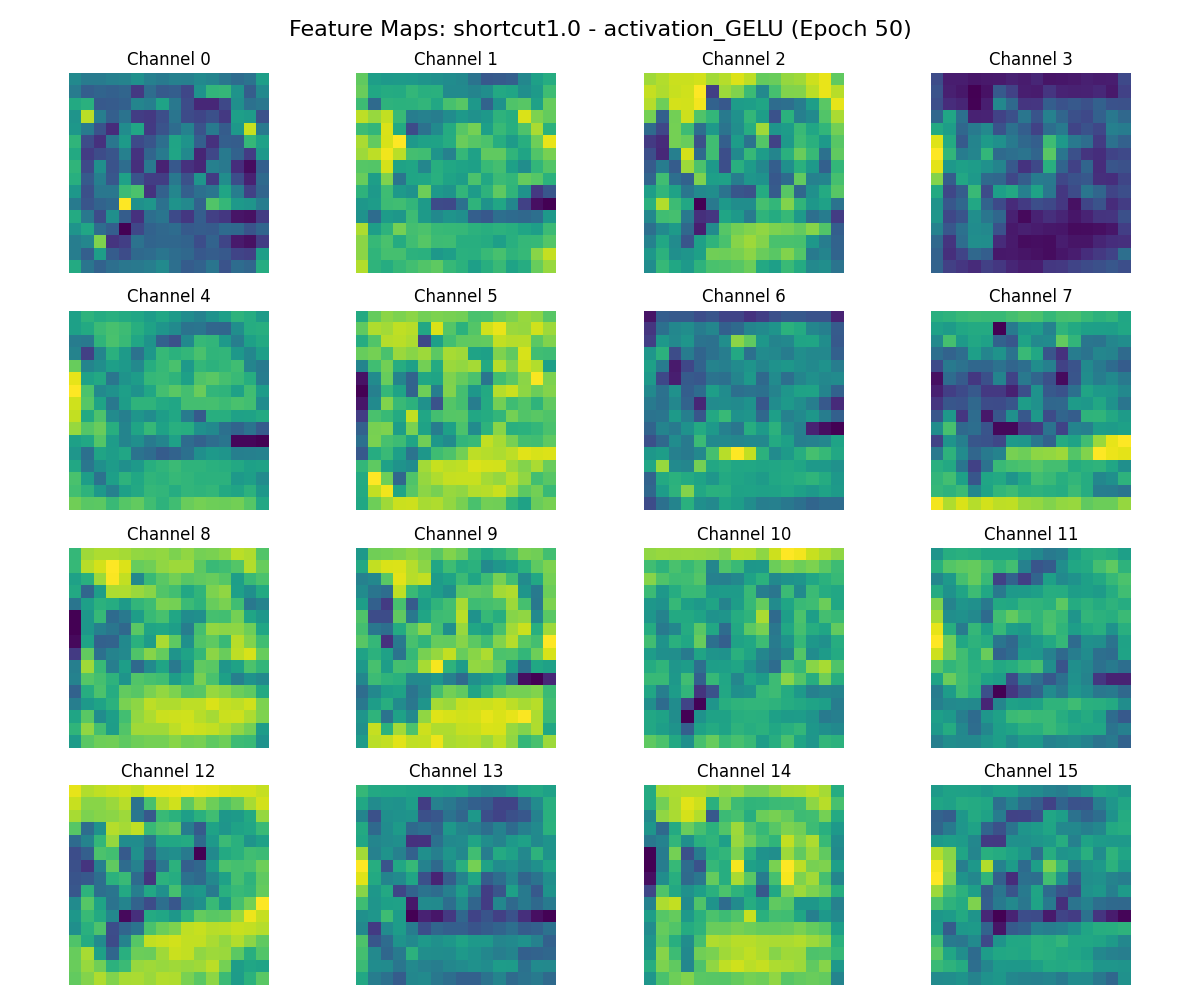 Feature Maps: shortcut1.0 - activation_GELU (Epoch 50)
Channel 0
Channel 1
Channel 2
Channel 3
Channel 4
Channel 5
Channel 6
Channel 7
Channel 8
Channel 9
Channel 10
Channel 11
Channel 12
Channel 13
Channel 14
Channel 15